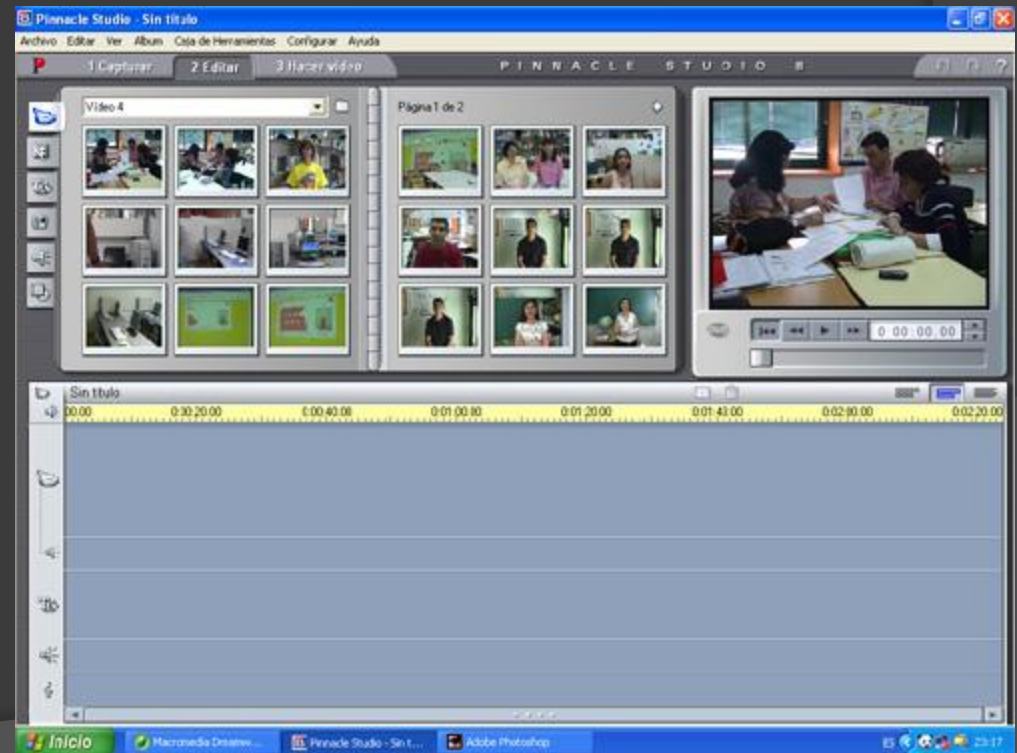 Pinnacle Studio - Sin título
Archivo Editar Ver Álbum Caja de Herramientas Configurar Ayuda
1 Capturar 2 Editar 3 Hacer vídeo PINNACLE STUDIO 8 ?
Vídeo 4
Página 1 de 2
0:00:00.00
Sin título
00.00 0:00:20.00 0:00:40.00 0:01:00.00 0:01:20.00 0:01:40.00 0:02:00.00 0:02:20.00
Inicio Macromedia Dreamw... Pinnacle Studio - Sin t... Adobe Photoshop ES 23:17